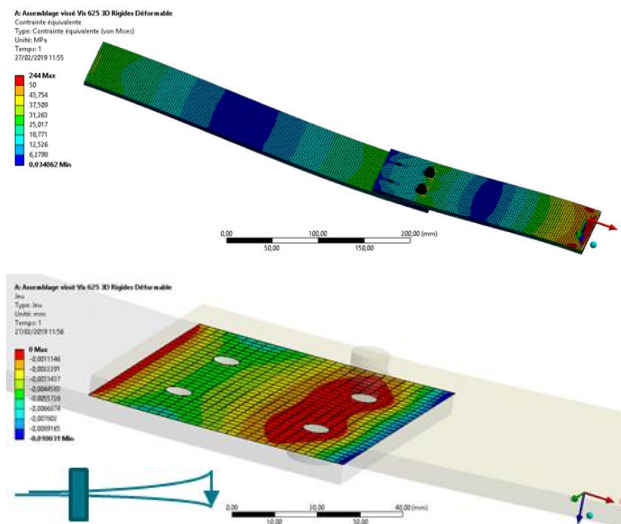 A: Assemblage vissé Vis 625 3D Rigides Déformable
Contrainte équivalente
Type: Contrainte équivalente (von Mises)
Unité: MPa
Temps: 1
27/02/2019 11:55
244 Max
50
43,754
37,509
31,263
25,017
18,771
12,526
6,2798
0,034062 Min
0,00
100,00
200,00 (mm)
50,00
150,00
A: Assemblage vissé Vis 625 3D Rigides Déformable
Jeu
Type: Jeu
Unité: mm
Temps: 1
27/02/2019 11:56
0 Max
-0,0011146
-0,0022291
-0,0033437
-0,0044583
-0,0055728
-0,0066874
-0,007802
-0,0089165
-0,010031 Min
0,00
20,00
40,00 (mm)
10,00
30,00